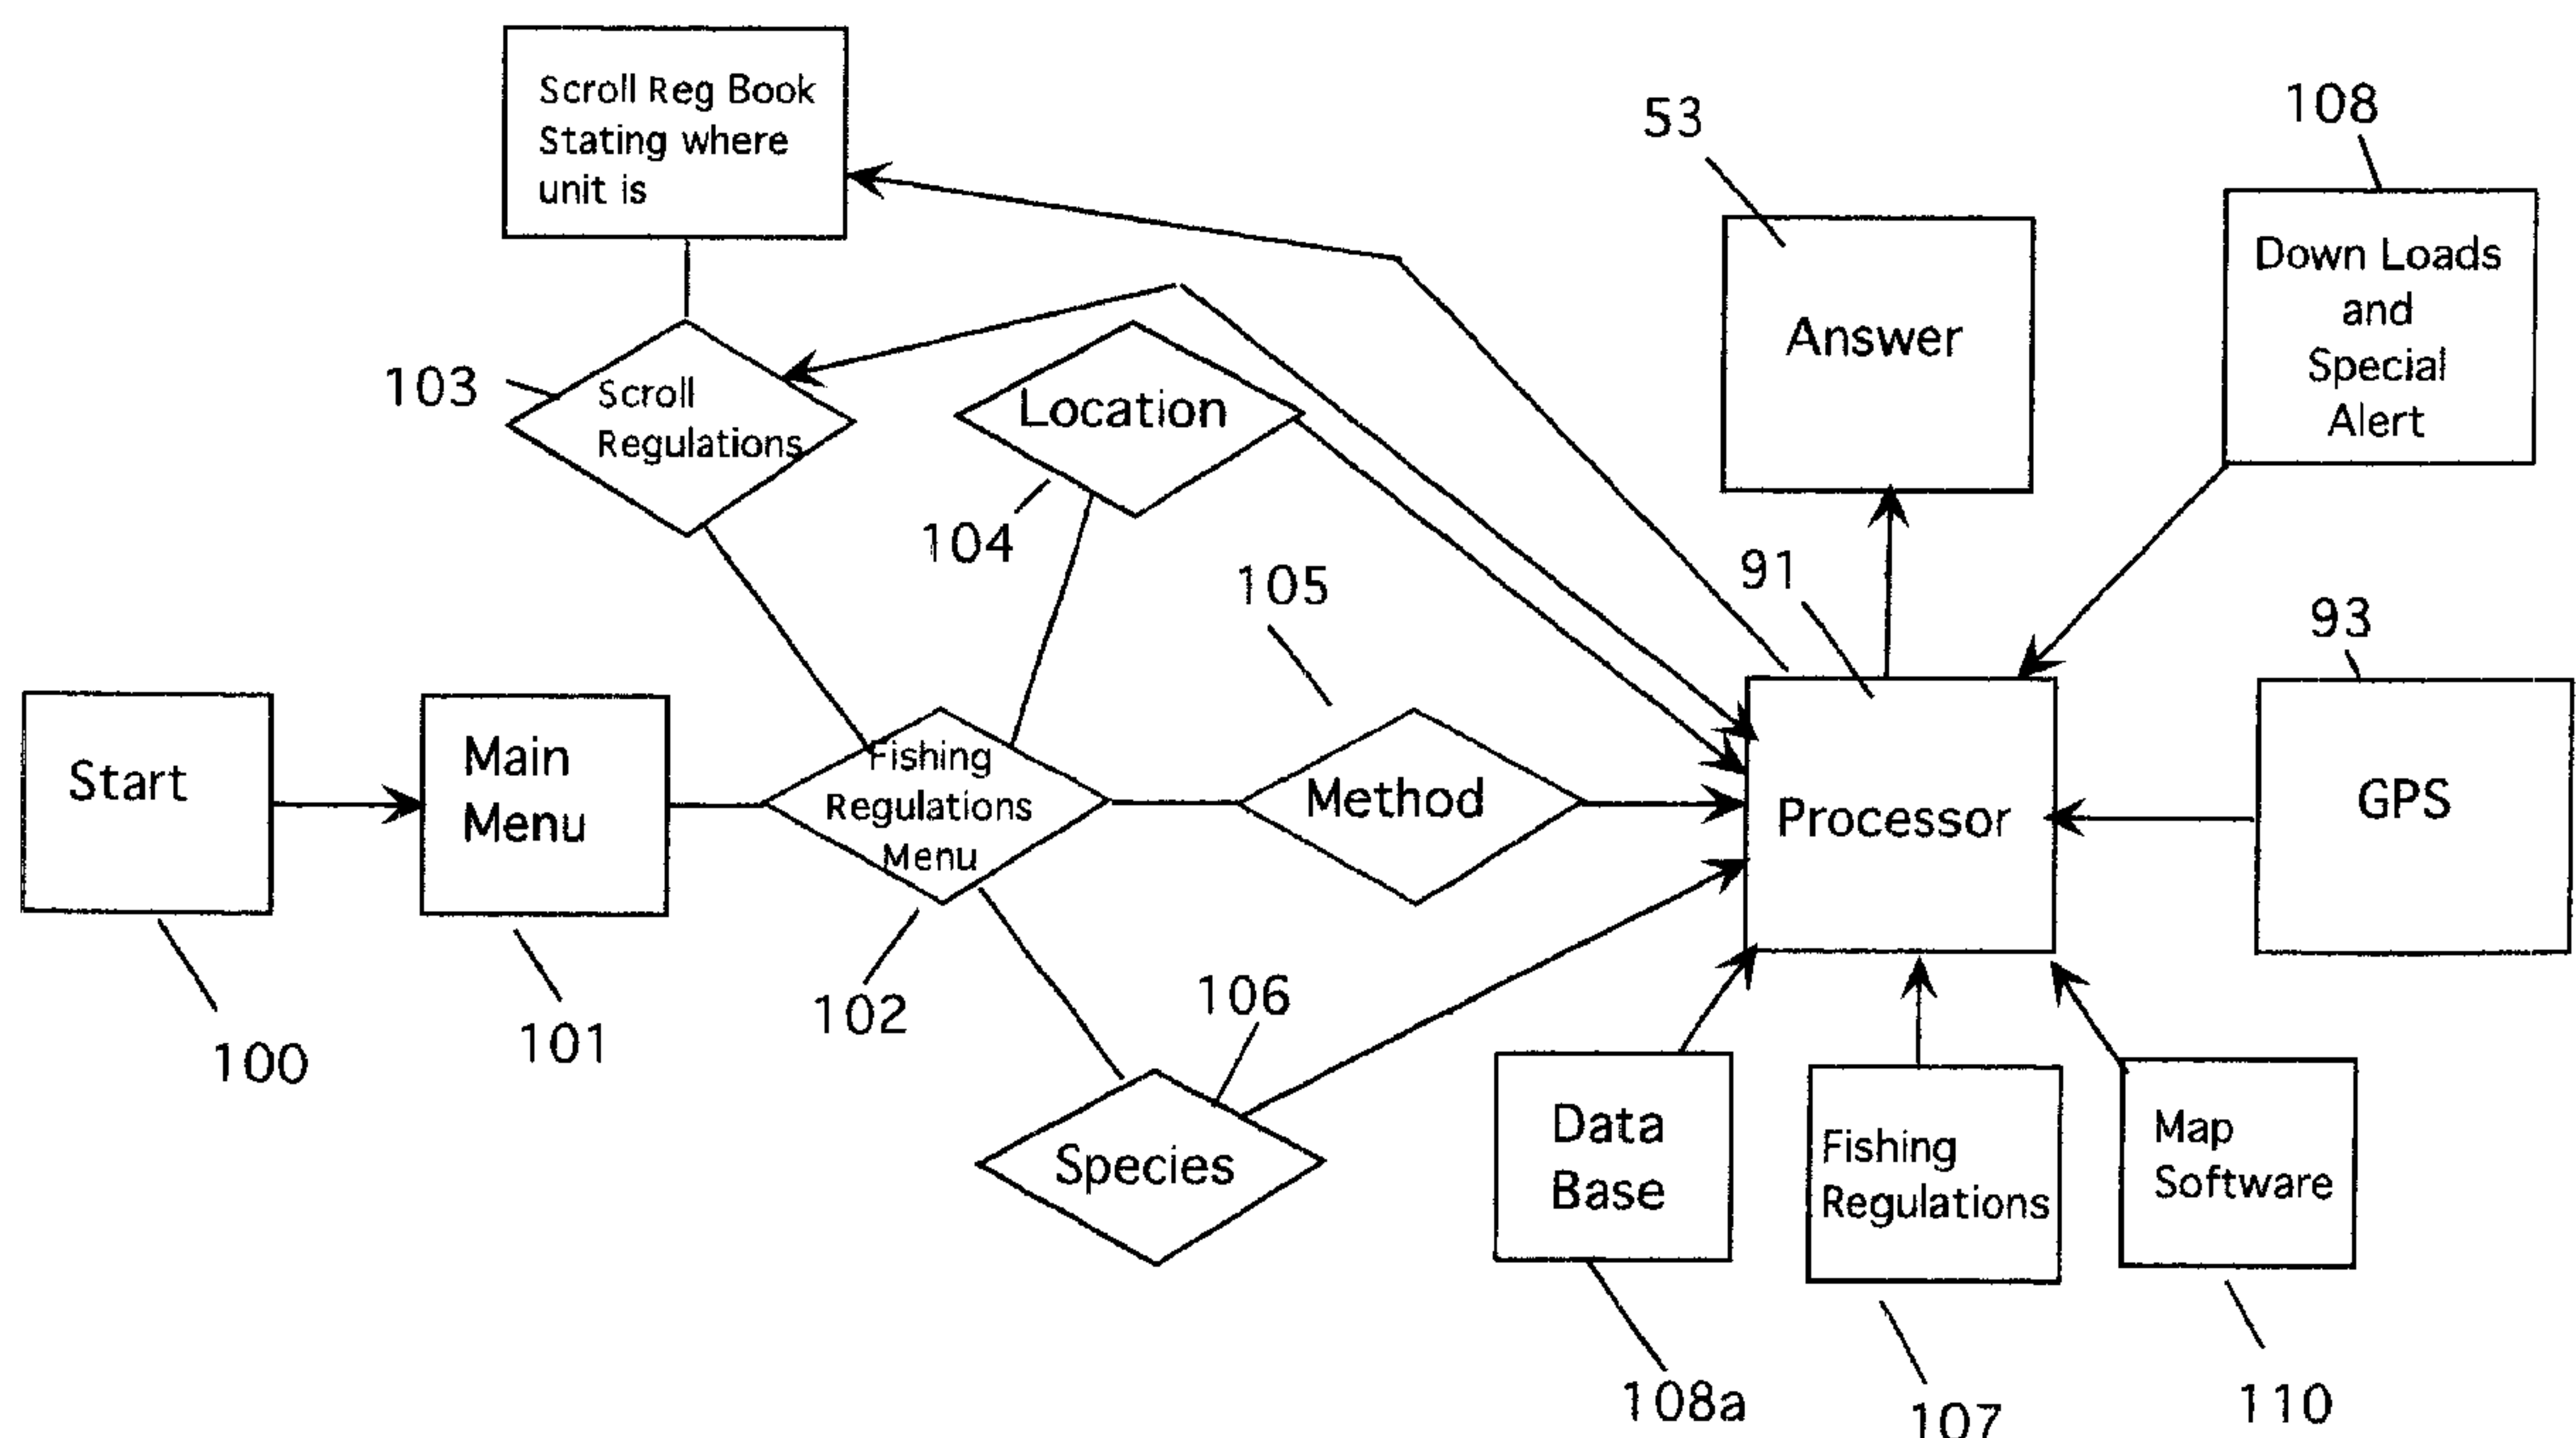 Scroll Reg Book
Stating where
unit is
53
108
Answer
Down Loads
and
Special
Alert
103
Scroll
Regulations
Location
104
105
91
93
Start
Main
Menu
Fishing
Regulations
Menu
Method
Processor
GPS
100
101
102
106
Species
Data
Base
Fishing
Regulations
Map
Software
108a
107
110